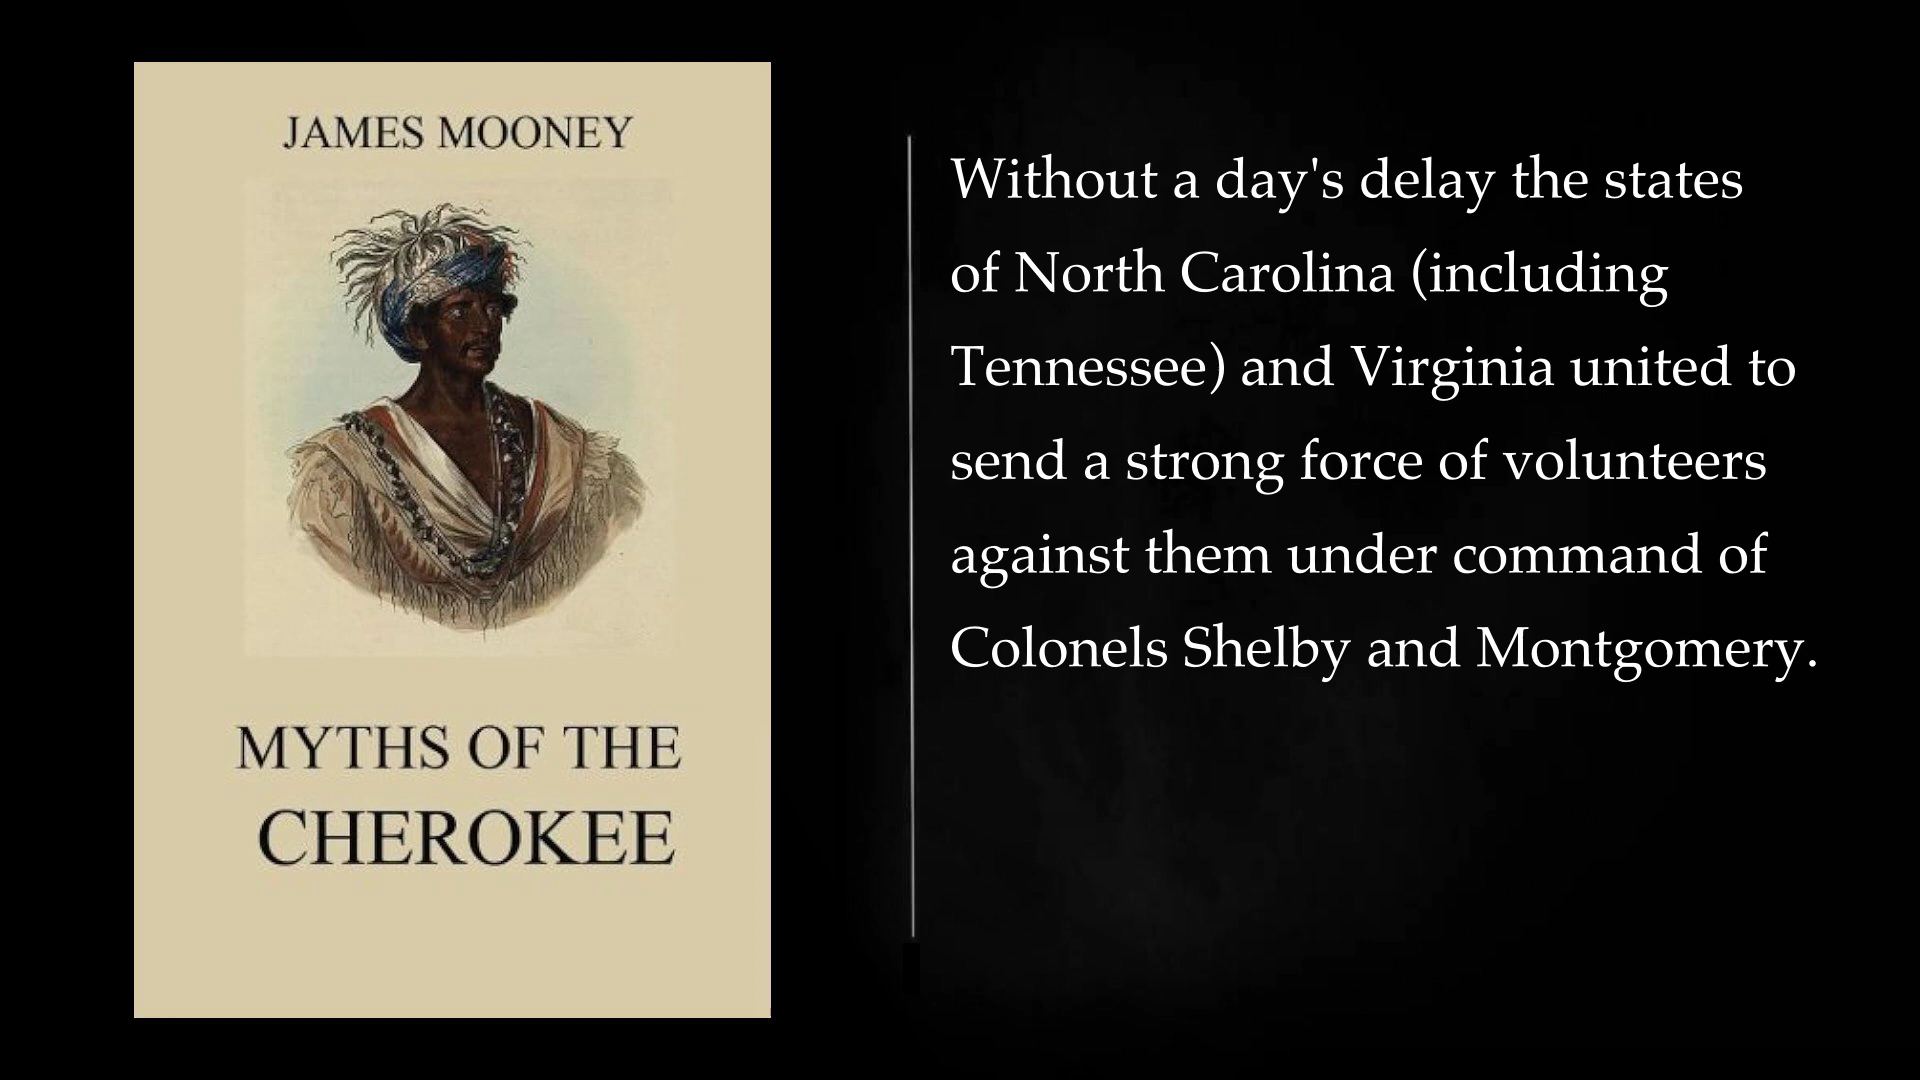 JAMES MOONEY
MYTHS OF THE
CHEROKEE
Without a day's delay the states
of North Carolina (including
Tennessee) and Virginia united to
send a strong force of volunteers
against them under command of
Colonels Shelby and Montgomery.